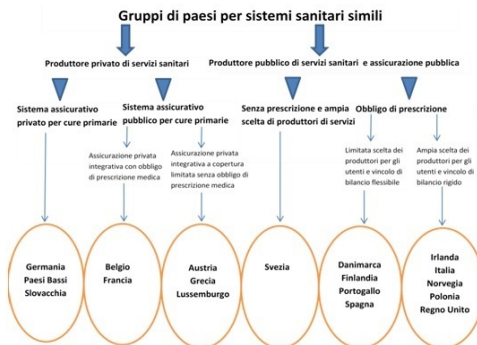 Gruppi di paesi per sistemi sanitari simili
Produttore privato di servizi sanitari
Produttore pubblico di servizi sanitari e assicurazione pubblica
Sistema assicurativo
privato per cure primarie
Sistema assicurativo
pubblico per cure primarie
Senza prescrizione e ampia
scelta di produttori di servizi
Obbligo di prescrizione
Assicurazione privata
integrativa con obbligo
di prescrizione medica
Assicurazione privata
integrativa a copertura
limitata senza obbligo di
prescrizione medica
Limitata scelta dei
produttori per gli
utenti e vincolo di
bilancio flessibile
Ampia scelta dei
produttori per gli
utenti e vincolo di
bilancio rigido
Germania
Paesi Bassi
Slovacchia
Belgio
Francia
Austria
Grecia
Lussemburgo
Svezia
Danimarca
Finlandia
Portogallo
Spagna
Irlanda
Italia
Norvegia
Polonia
Regno Unito